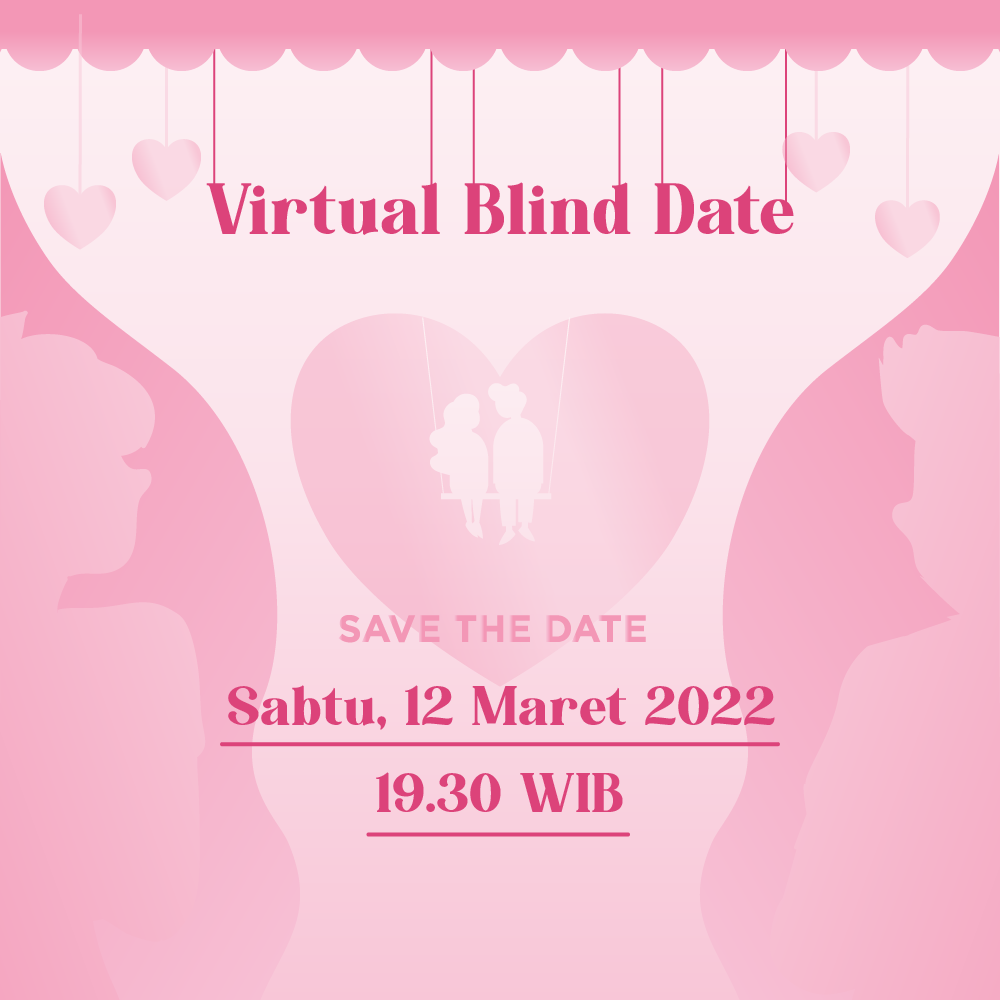 Virtual Blind Date
SAVE THE DATE
Sabtu, 12 Maret 2022
19.30 WIB